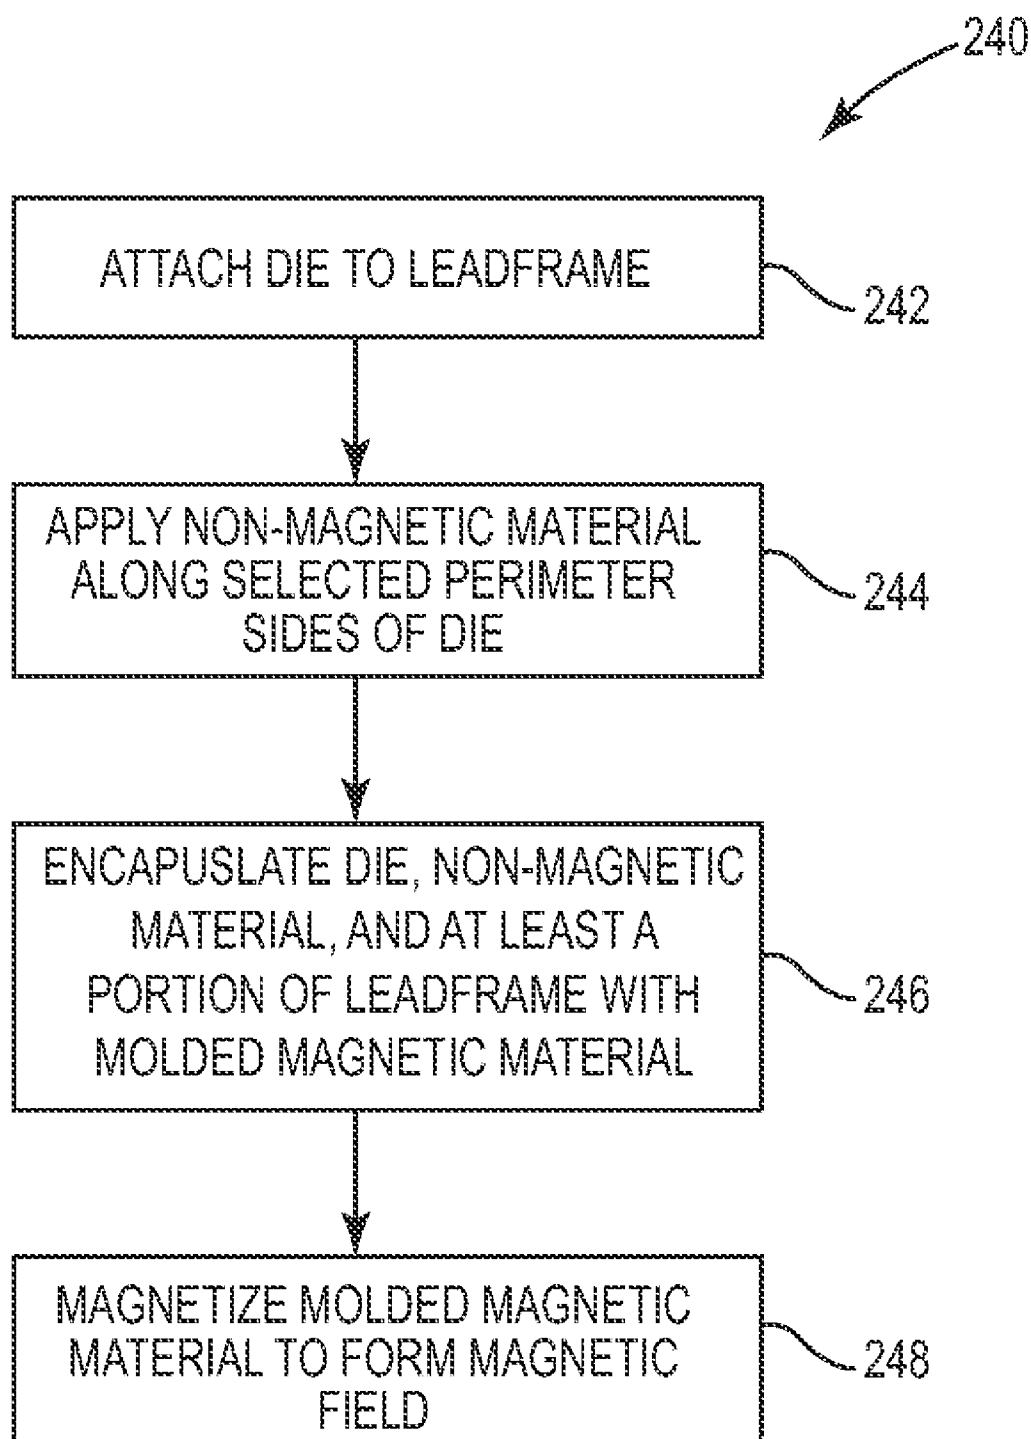 240
ATTACH DIE TO LEADFRAME
242
APPLY NON-MAGNETIC MATERIAL
ALONG SELECTED PERIMETER
SIDES OF DIE
244
ENCAPUSLATE DIE, NON-MAGNETIC
MATERIAL, AND AT LEAST A
PORTION OF LEADFRAME WITH
MOLDED MAGNETIC MATERIAL
246
MAGNETIZE MOLDED MAGNETIC
MATERIAL TO FORM MAGNETIC
FIELD
248